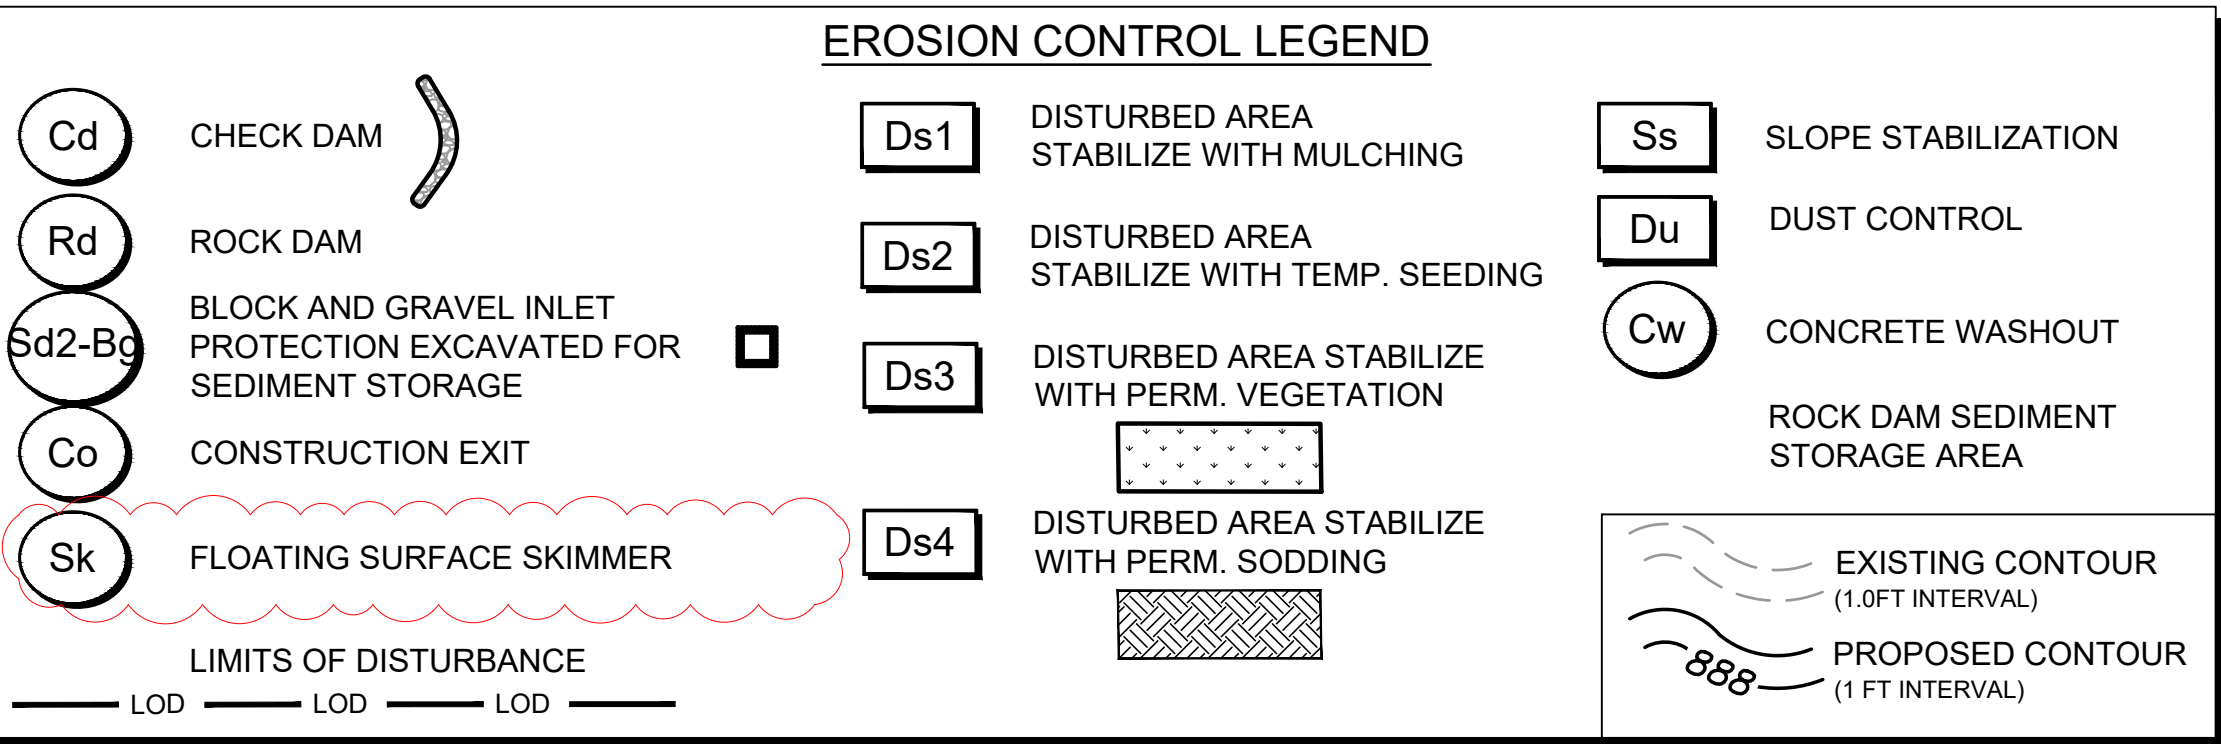 EROSION CONTROL LEGEND
Cd
CHECK DAM
Rd
ROCK DAM
Sd2-Bg
BLOCK AND GRAVEL INLET
PROTECTION EXCAVATED FOR
SEDIMENT STORAGE
Co
CONSTRUCTION EXIT
Sk
FLOATING SURFACE SKIMMER
LIMITS OF DISTURBANCE
LOD LOD LOD
Ds1
DISTURBED AREA
STABILIZE WITH MULCHING
Ds2
DISTURBED AREA
STABILIZE WITH TEMP. SEEDING
Ds3
DISTURBED AREA STABILIZE
WITH PERM. VEGETATION
Ds4
DISTURBED AREA STABILIZE
WITH PERM. SODDING
Ss
SLOPE STABILIZATION
Du
DUST CONTROL
Cw
CONCRETE WASHOUT
ROCK DAM SEDIMENT
STORAGE AREA
EXISTING CONTOUR
(1.0FT INTERVAL)
888
PROPOSED CONTOUR
(1 FT INTERVAL)